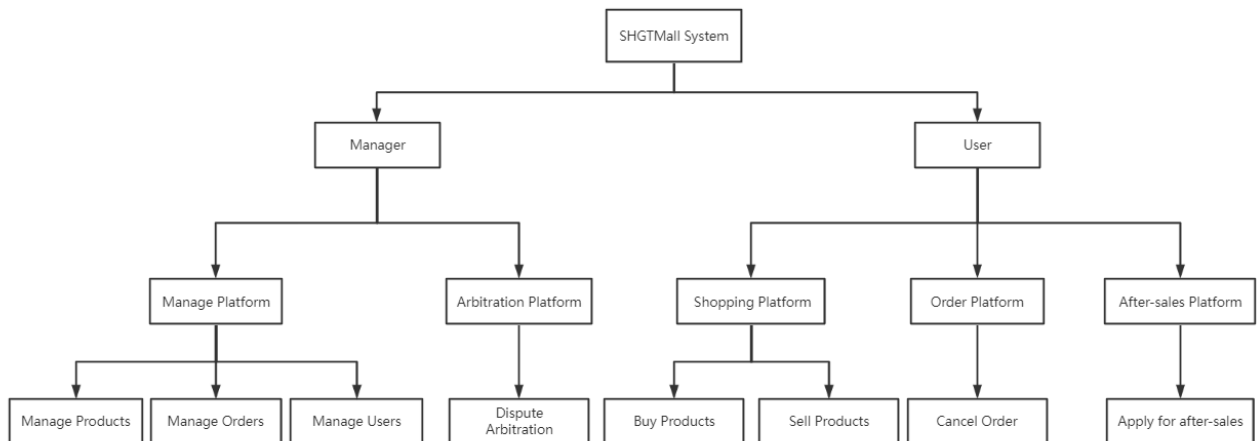 SHGTMall System
Manager
User
Manage Platform
Arbitration Platform
Shopping Platform
Order Platform
After-sales Platform
Manage Products
Manage Orders
Manage Users
Dispute
Arbitration
Buy Products
Sell Products
Cancel Order
Apply for after-sales